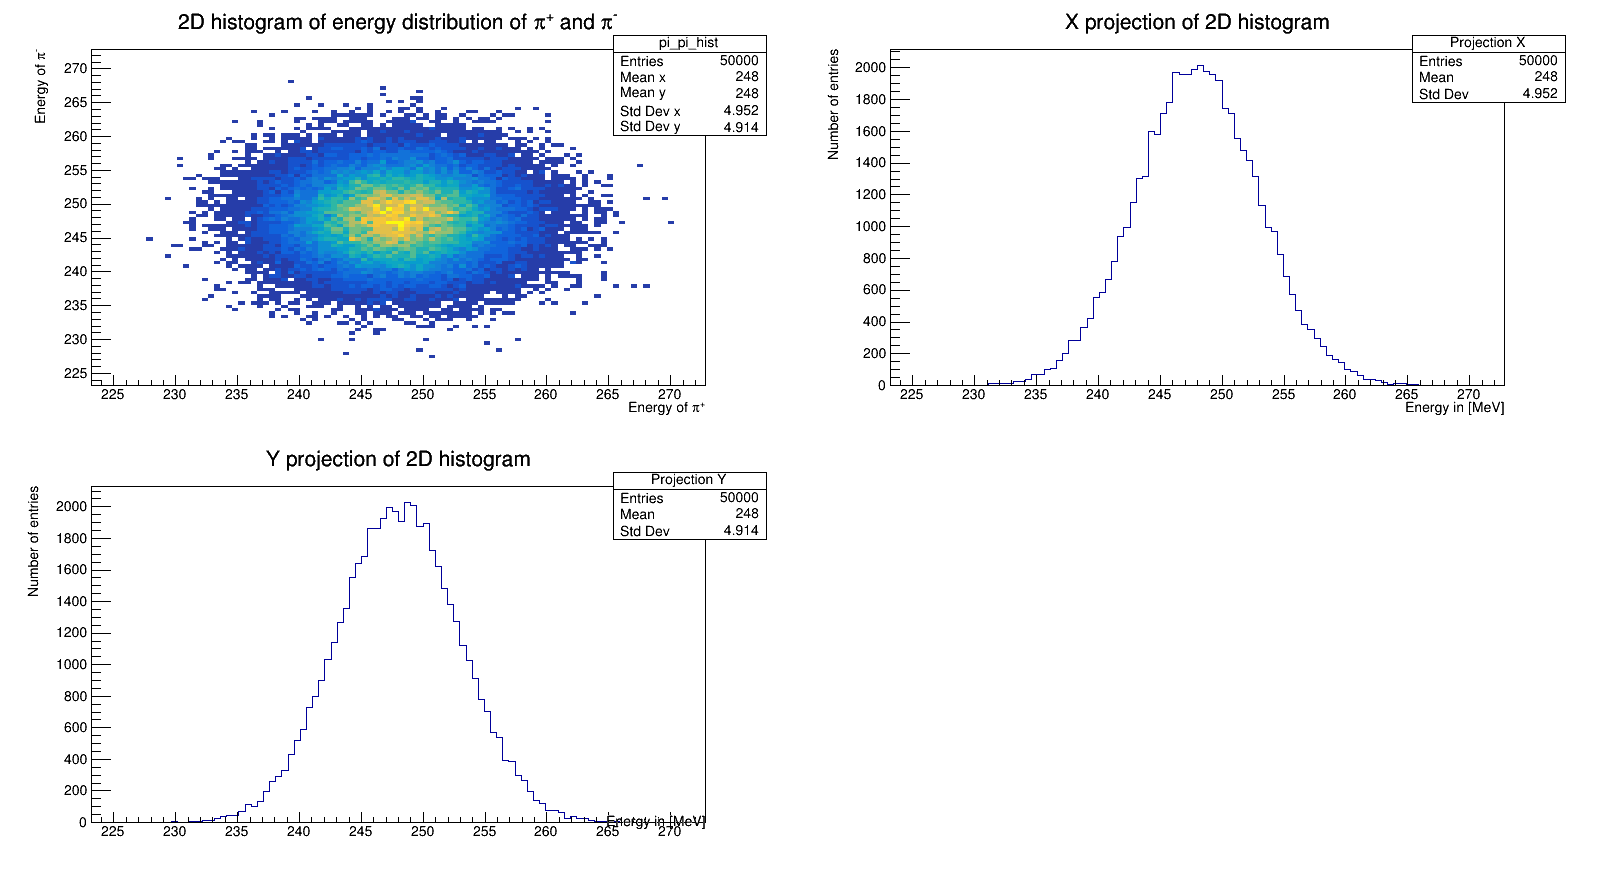 2D histogram of energy distribution of π⁺ and π⁻
Energy of π⁻
pi_pi_hist
Entries 50000
Mean x 248
Mean y 248
Std Dev x 4.952
Std Dev y 4.914
270
265
260
255
250
245
240
235
230
225
225 230 235 240 245 250 255 260 265 270
Energy of π⁺
X projection of 2D histogram
Number of entries
Projection X
Entries 50000
Mean 248
Std Dev 4.952
2000
1800
1600
1400
1200
1000
800
600
400
200
0
225 230 235 240 245 250 255 260 265 270
Energy in [MeV]
Y projection of 2D histogram
Number of entries
Projection Y
Entries 50000
Mean 248
Std Dev 4.914
2000
1800
1600
1400
1200
1000
800
600
400
200
0
Energy in [MeV]
225 230 235 240 245 250 255 260 265 270